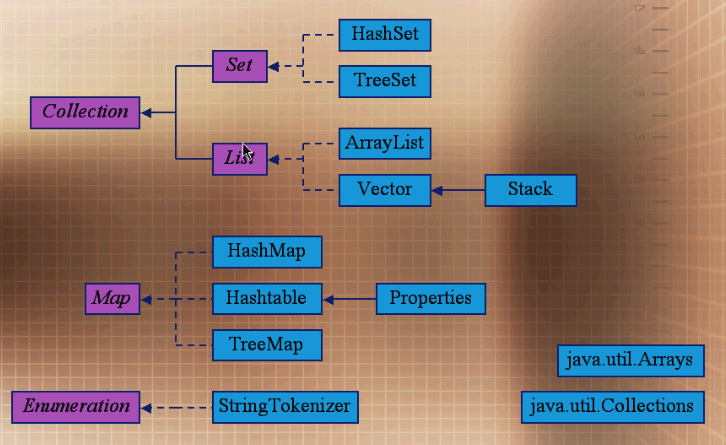 HashSet
Set
TreeSet
Collection
ArrayList
List
Vector
Stack
HashMap
Map
Hashtable
Properties
TreeMap
java.util.Arrays
Enumeration
StringTokenizer
java.util.Collections